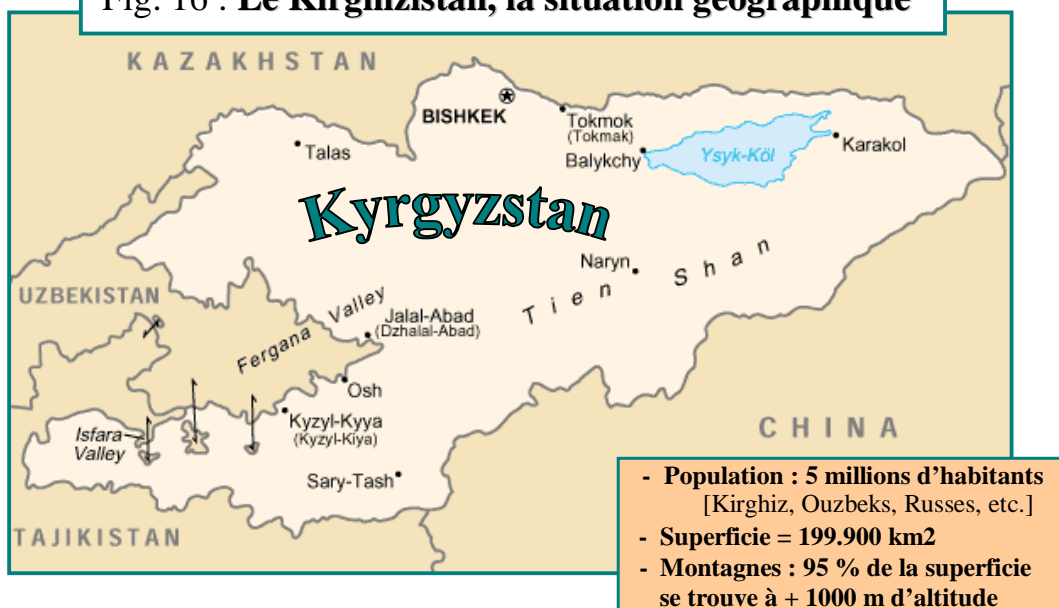 Fig. 16 : Le Kirghizistan, la situation géographique
KAZAKHSTAN
BISHKEK
Tokmok
(Tokmak)
Talas
Balykchy
Ysyk-Köl
Karakol
Kyrgyzstan
Naryn
Tien Shan
UZBEKISTAN
Fergana Valley
Jalal-Abad
(Dzhalal-Abad)
Osh
Kyzyl-Kyya
(Kyzyl-Kiya)
Isfara
Valley
CHINA
Sary-Tash
TAJIKISTAN
- Population : 5 millions d’habitants
[Kirghiz, Ouzbeks, Russes, etc.]
- Superficie = 199.900 km2
- Montagnes : 95 % de la superficie
se trouve à + 1000 m d’altitude